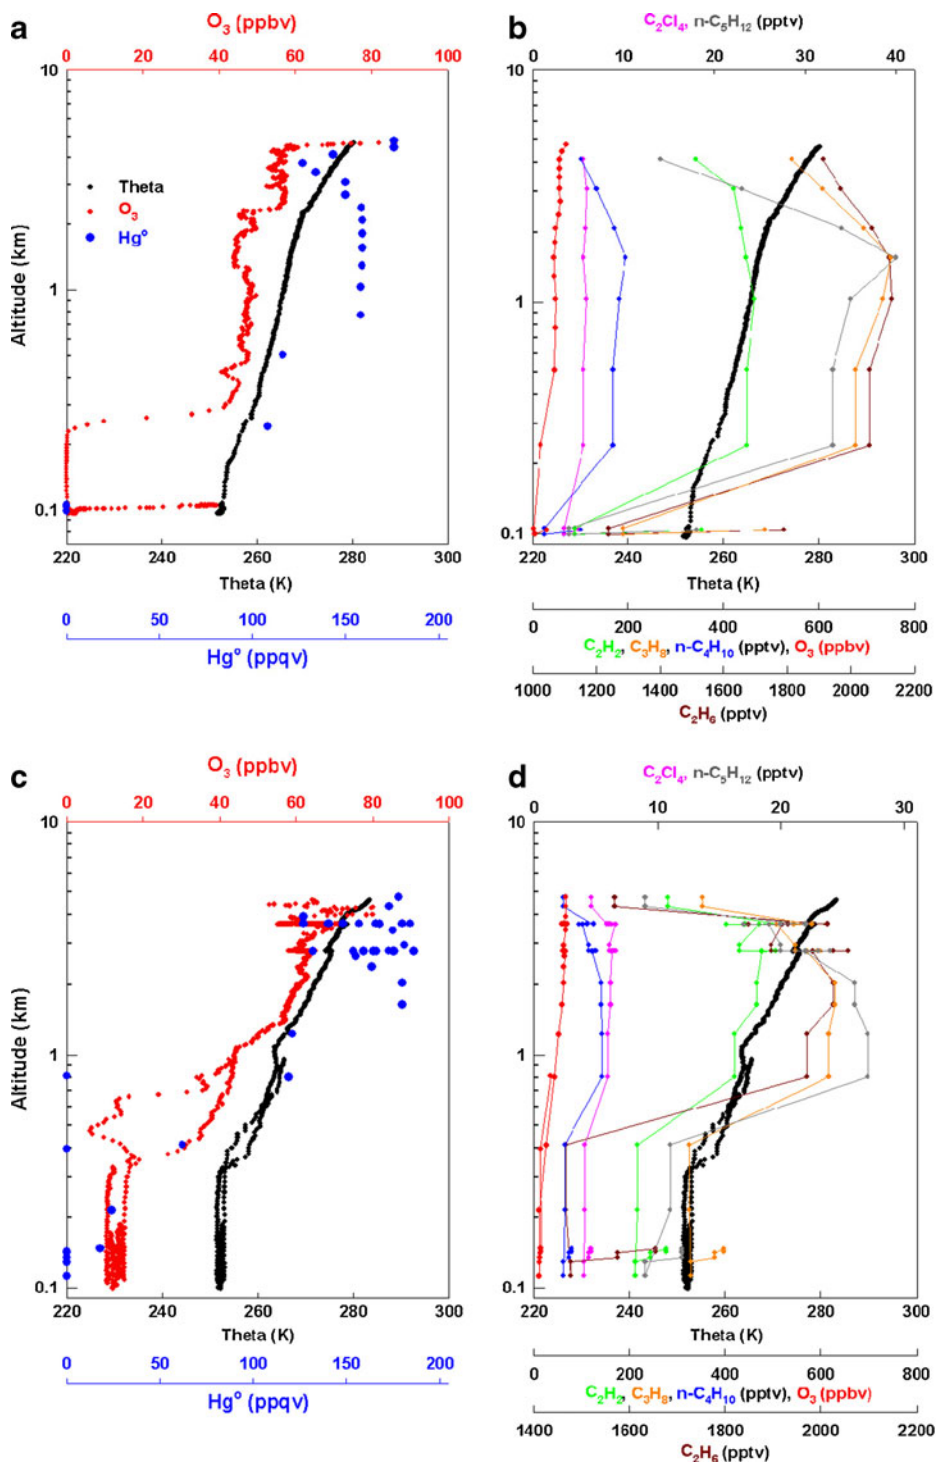 a
O₃ (ppbv)
0 20 40 60 80 100
10
1
0.1
Altitude (km)
Theta
O₃
Hg°
220 240 260 280 300
Theta (K)
0 50 100 150 200
Hg° (ppqv)
b
C₂Cl₄, n-C₅H₁₂ (pptv)
0 10 20 30 40
10
1
0.1
220 240 260 280 300
Theta (K)
0 200 400 600 800
C₂H₂, C₃H₈, n-C₄H₁₀ (pptv), O₃ (ppbv)
1000 1200 1400 1600 1800 2000 2200
C₂H₆ (pptv)
c
O₃ (ppbv)
0 20 40 60 80 100
10
1
0.1
Altitude (km)
220 240 260 280 300
Theta (K)
0 50 100 150 200
Hg° (ppqv)
d
C₂Cl₄, n-C₅H₁₂ (pptv)
0 10 20 30
10
1
0.1
220 240 260 280 300
Theta (K)
0 200 400 600 800
C₂H₂, C₃H₈, n-C₄H₁₀ (pptv), O₃ (ppbv)
1400 1600 1800 2000 2200
C₂H₆ (pptv)